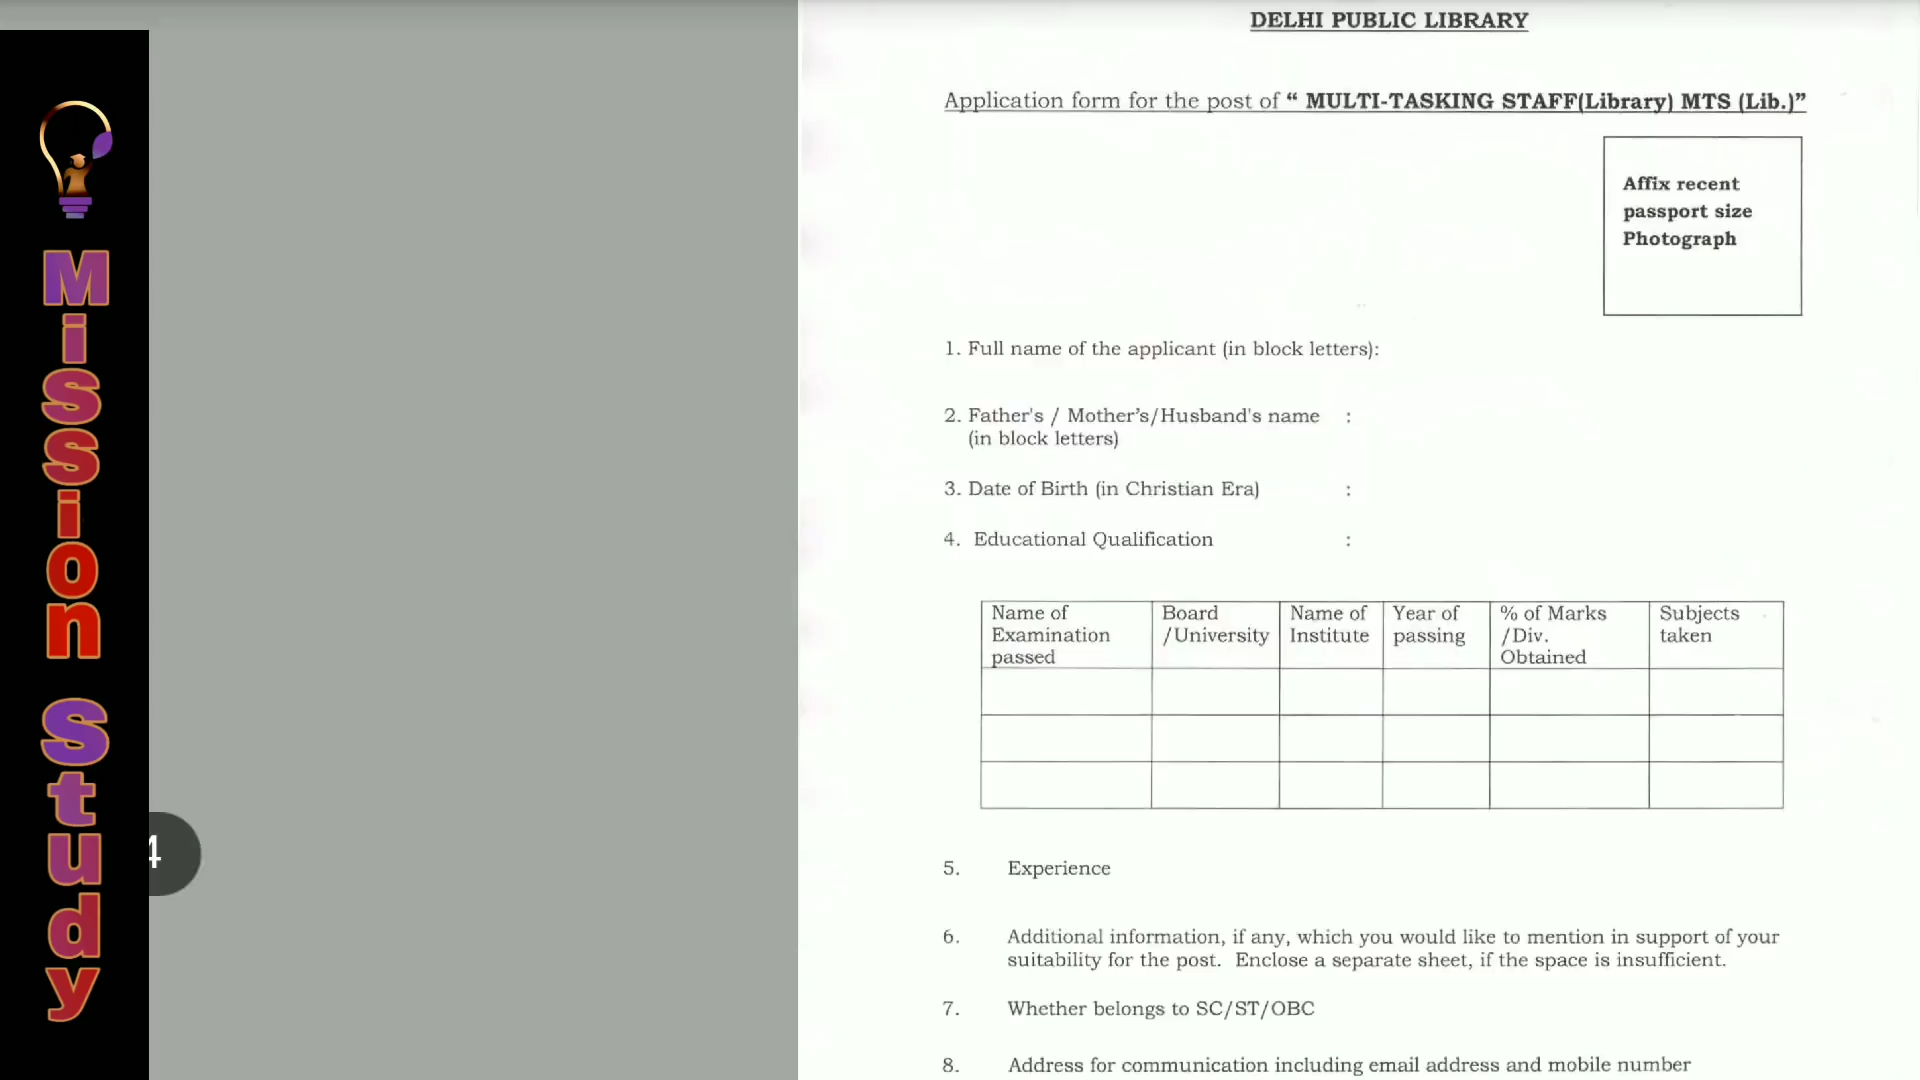 Mission Study
4
DELHI PUBLIC LIBRARY
Application form for the post of “ MULTI-TASKING STAFF(Library) MTS (Lib.)”
Affix recent
passport size
Photograph
1. Full name of the applicant (in block letters):
2. Father's / Mother’s/Husband's name :
(in block letters)
3. Date of Birth (in Christian Era) :
4. Educational Qualification :
Name of Examination passed | Board /University | Name of Institute | Year of passing | % of Marks /Div. Obtained | Subjects taken
5. Experience
6. Additional information, if any, which you would like to mention in support of your
suitability for the post. Enclose a separate sheet, if the space is insufficient.
7. Whether belongs to SC/ST/OBC
8. Address for communication including email address and mobile number